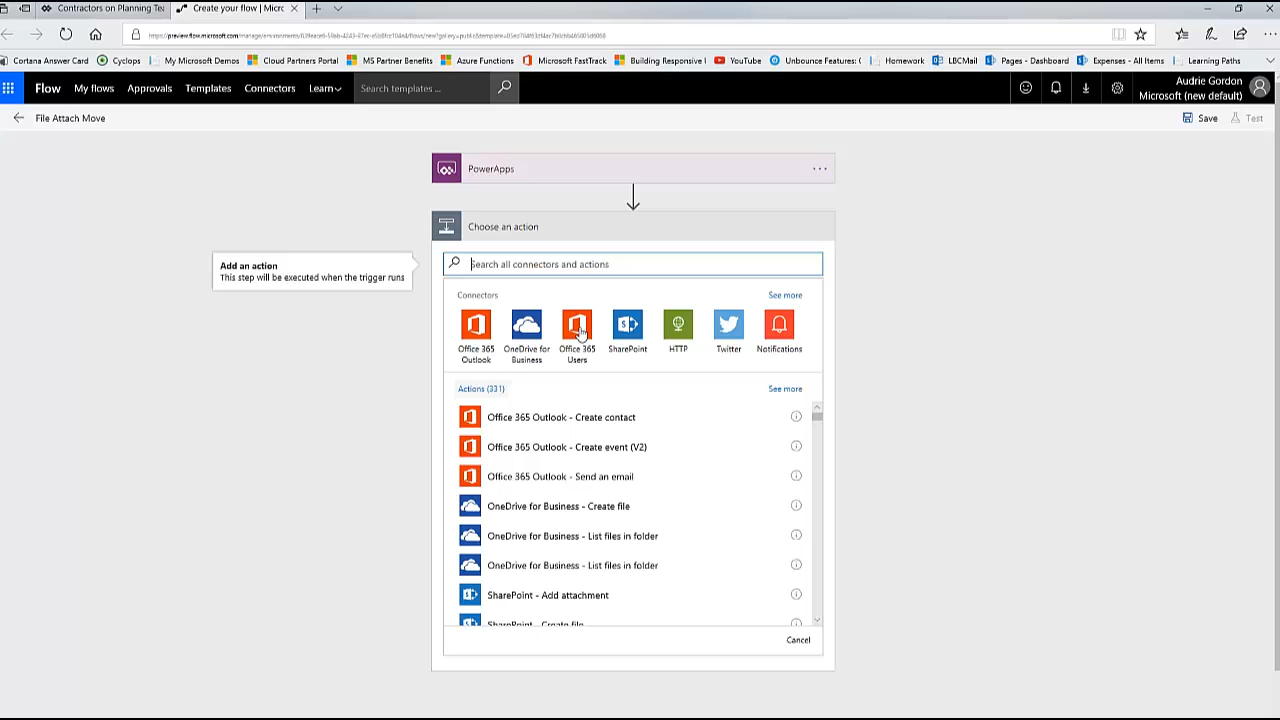 Contractors on Planning Te
Create your flow | Micro
Cortana Answer Card
Cyclops
My Microsoft Demos
Cloud Partners Portal
MS Partner Benefits
Azure Functions
Microsoft FastTrack
Building Responsive
YouTube
Unbounce Features:
Homework
LBCMail
Pages - Dashboard
Expenses - All Items
Learning Paths
Flow
My flows
Approvals
Templates
Connectors
Learn
Search templates ...
Audrie Gordon
Microsoft (new default)
File Attach Move
Save
Test
PowerApps
...
Choose an action
Add an action
This step will be executed when the trigger runs
Search all connectors and actions
Connectors
See more
Office 365
Outlook
OneDrive for
Business
Office 365
Users
SharePoint
HTTP
Twitter
Notifications
Actions (331)
See more
Office 365 Outlook - Create contact
Office 365 Outlook - Create event (V2)
Office 365 Outlook - Send an email
OneDrive for Business - Create file
OneDrive for Business - List files in folder
OneDrive for Business - List files in folder
SharePoint - Add attachment
SharePoint - Create file
Cancel